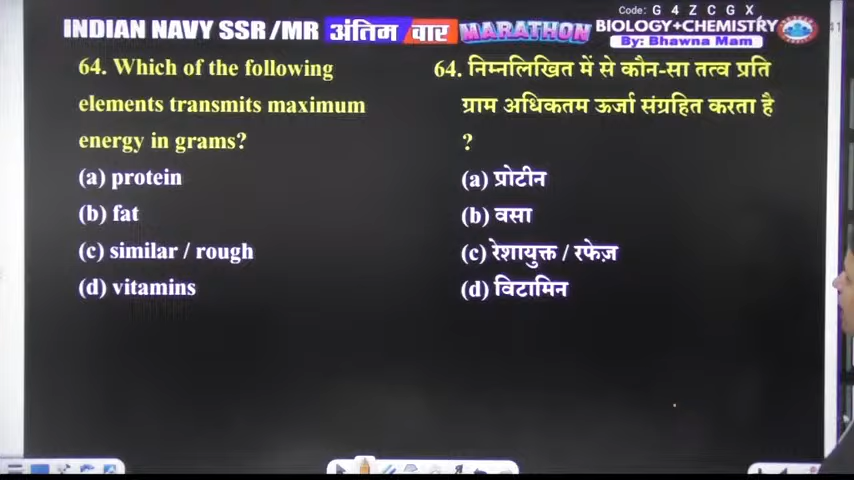 Code: G 4 Z C G X
INDIAN NAVY SSR/MR अंतिम वार MARATHON BIOLOGY+CHEMISTRY
By: Bhawna Mam
64. Which of the following
elements transmits maximum
energy in grams?
(a) protein
(b) fat
(c) similar / rough
(d) vitamins
64. निम्नलिखित में से कौन-सा तत्व प्रति
ग्राम अधिकतम ऊर्जा संग्रहित करता है
?
(a) प्रोटीन
(b) वसा
(c) रेशायुक्त / रफेज़
(d) विटामिन